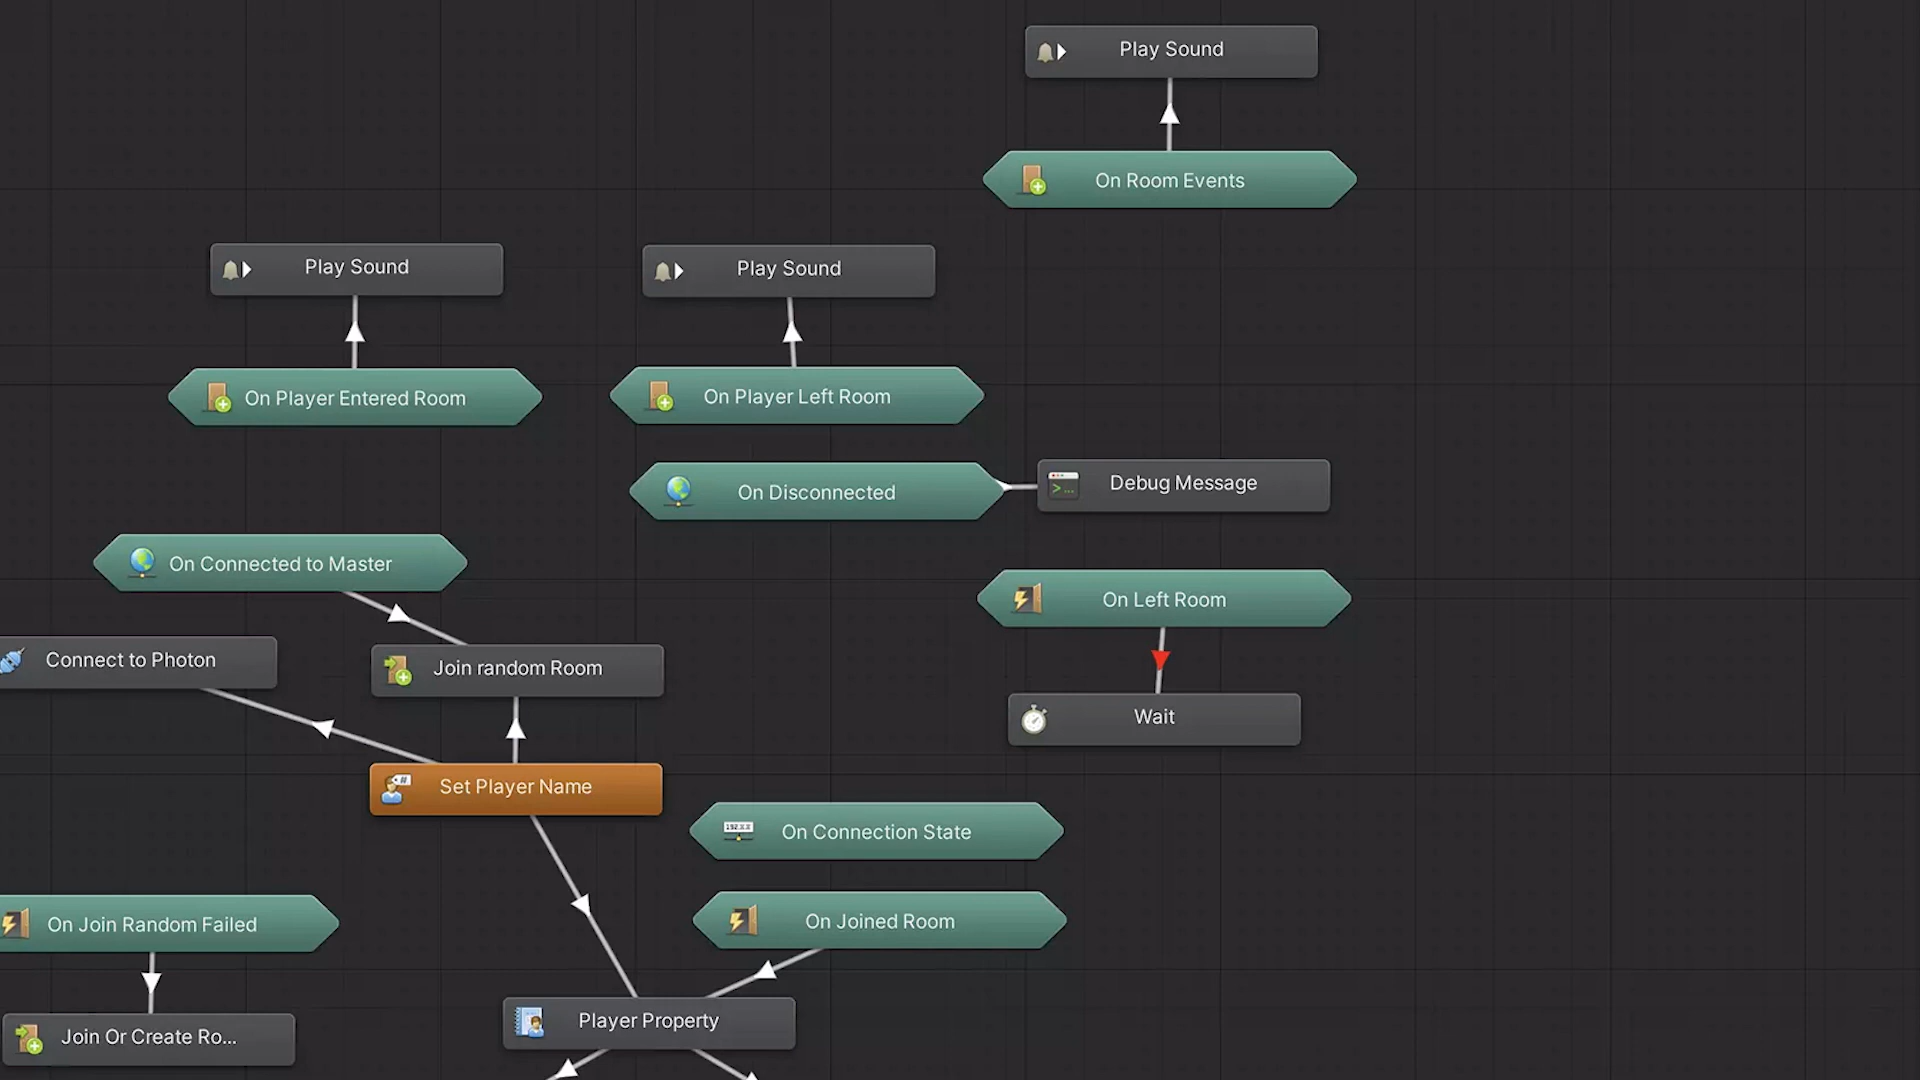 Play Sound
On Room Events
Play Sound
Play Sound
On Player Entered Room
On Player Left Room
Debug Message
On Disconnected
On Connected to Master
On Left Room
Connect to Photon
Join random Room
Wait
Set Player Name
On Connection State
On Joined Room
On Join Random Failed
Player Property
Join Or Create Ro...